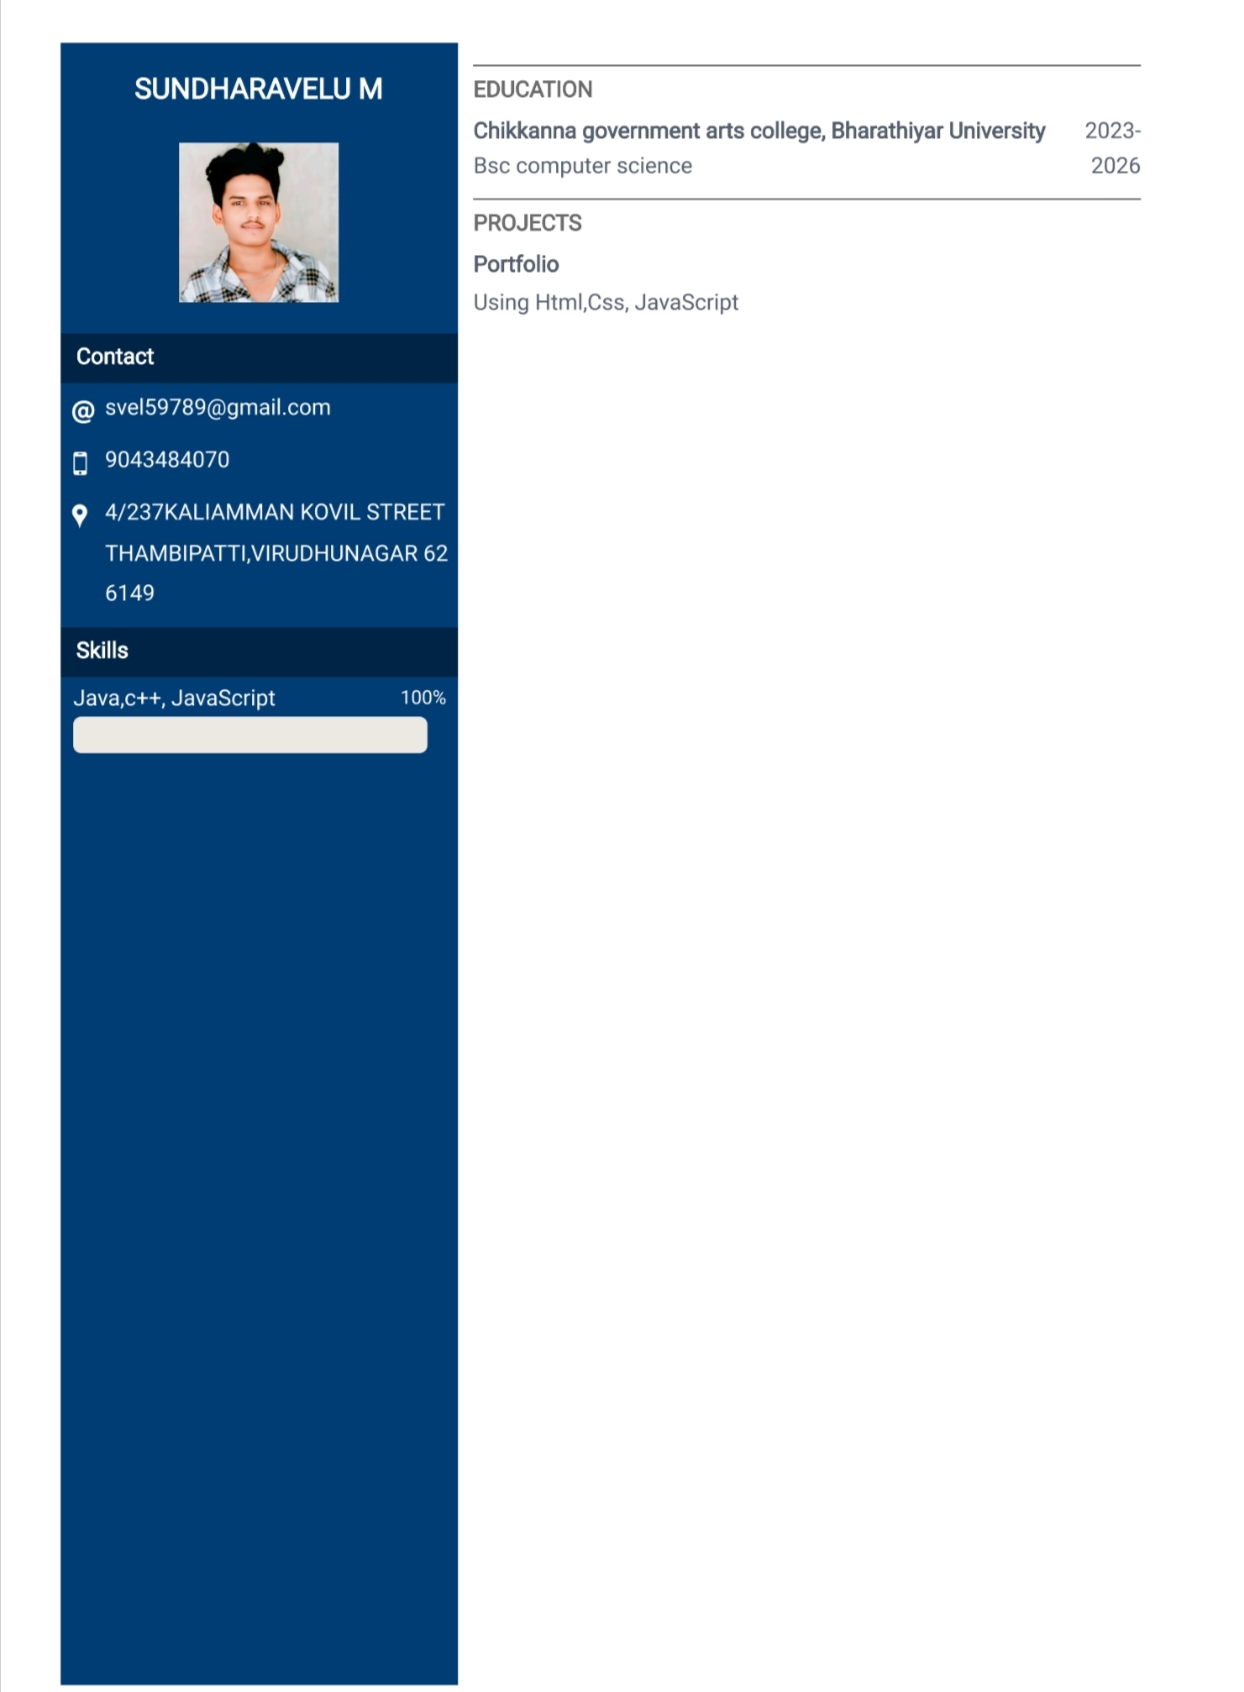 SUNDHARAVELU M
Contact
@ svel59789@gmail.com
9043484070
4/237KALIAMMAN KOVIL STREET
THAMBIPATTI,VIRUDHUNAGAR 62
6149
Skills
Java,c++, JavaScript 100%
EDUCATION
Chikkanna government arts college, Bharathiyar University 2023-
Bsc computer science 2026
PROJECTS
Portfolio
Using Html,Css, JavaScript